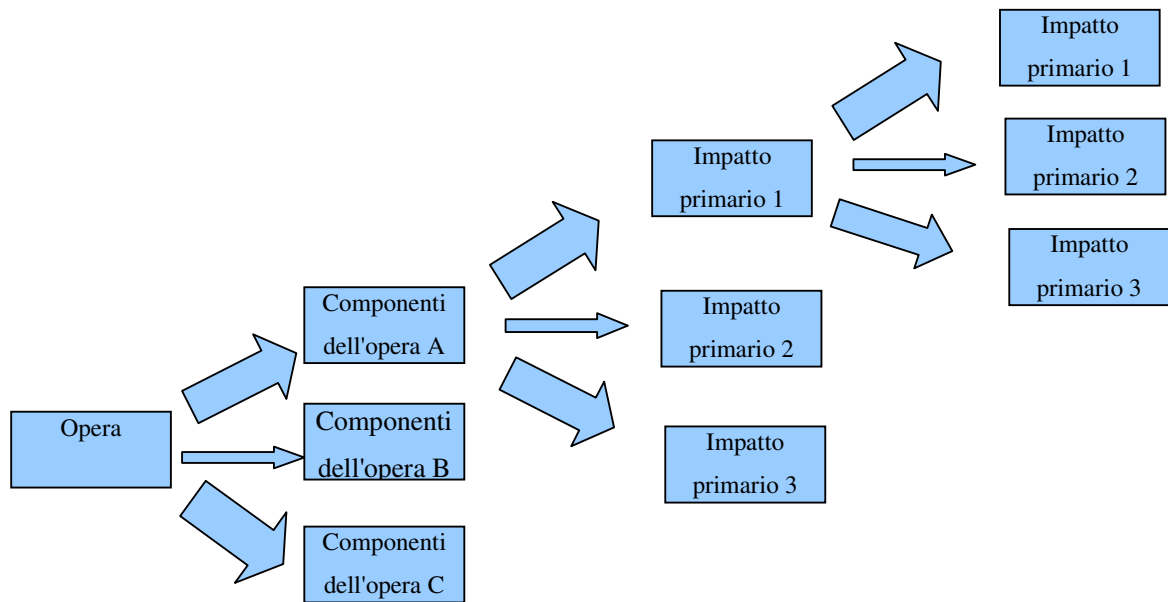 Opera
Componenti
dell'opera A
Componenti
dell'opera B
Componenti
dell'opera C
Impatto
primario 1
Impatto
primario 2
Impatto
primario 3
Impatto
primario 1
Impatto
primario 2
Impatto
primario 3